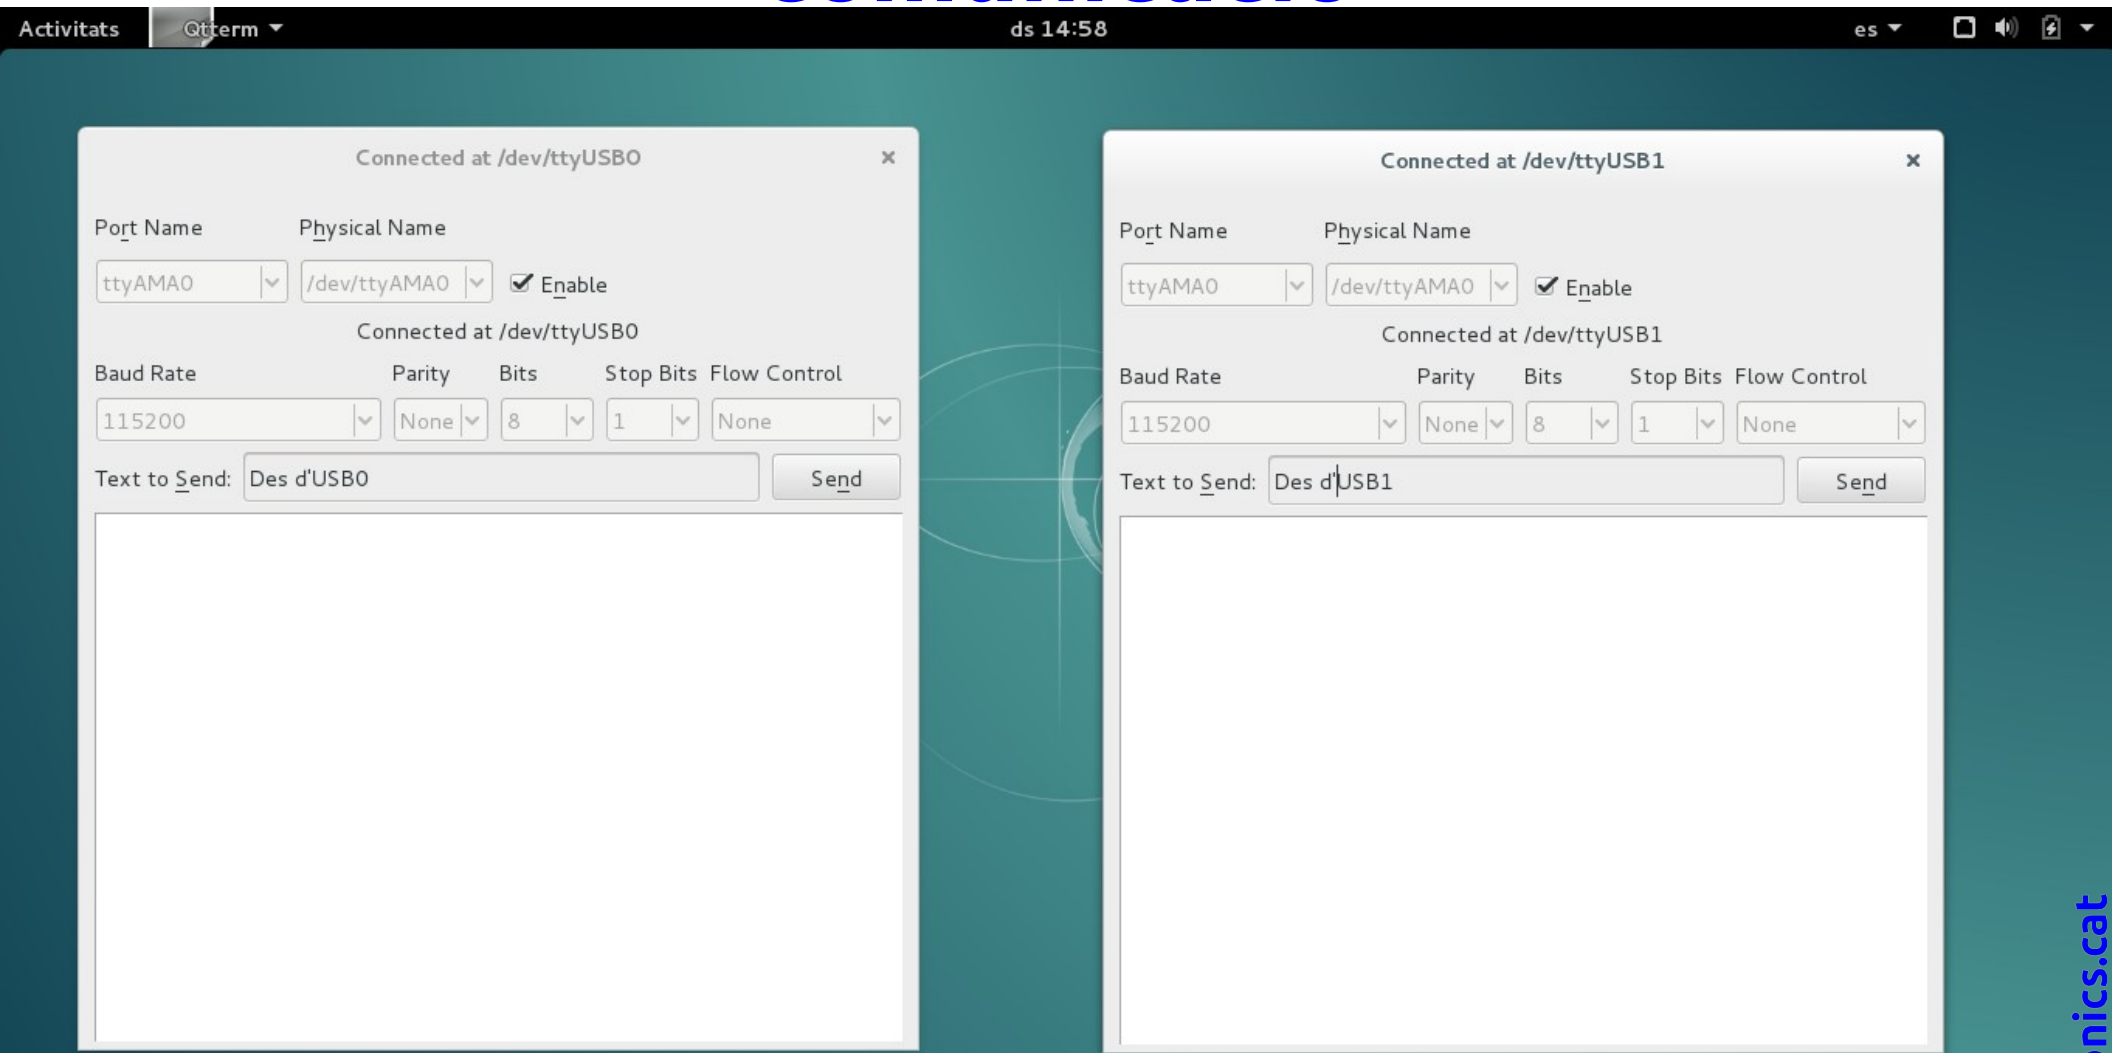 Activitats Qtterm ds 14:58 es
Connected at /dev/ttyUSB0
Port Name Physical Name
ttyAMA0 /dev/ttyAMA0 Enable
Connected at /dev/ttyUSB0
Baud Rate Parity Bits Stop Bits Flow Control
115200 None 8 1 None
Text to Send: Des d'USB0 Send
Connected at /dev/ttyUSB1
Port Name Physical Name
ttyAMA0 /dev/ttyAMA0 Enable
Connected at /dev/ttyUSB1
Baud Rate Parity Bits Stop Bits Flow Control
115200 None 8 1 None
Text to Send: Des d'USB1 Send
nics.cat